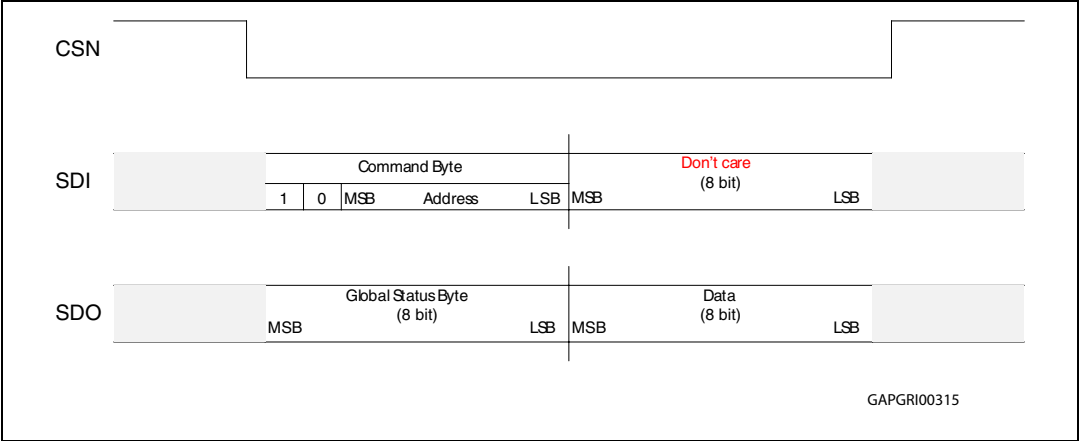 CSN
SDI
Command Byte
1 0 MSB Address LSB
Don't care
(8 bit)
MSB LSB
SDO
Global Status Byte
(8 bit)
MSB LSB
Data
(8 bit)
MSB LSB
GAPGRI00315